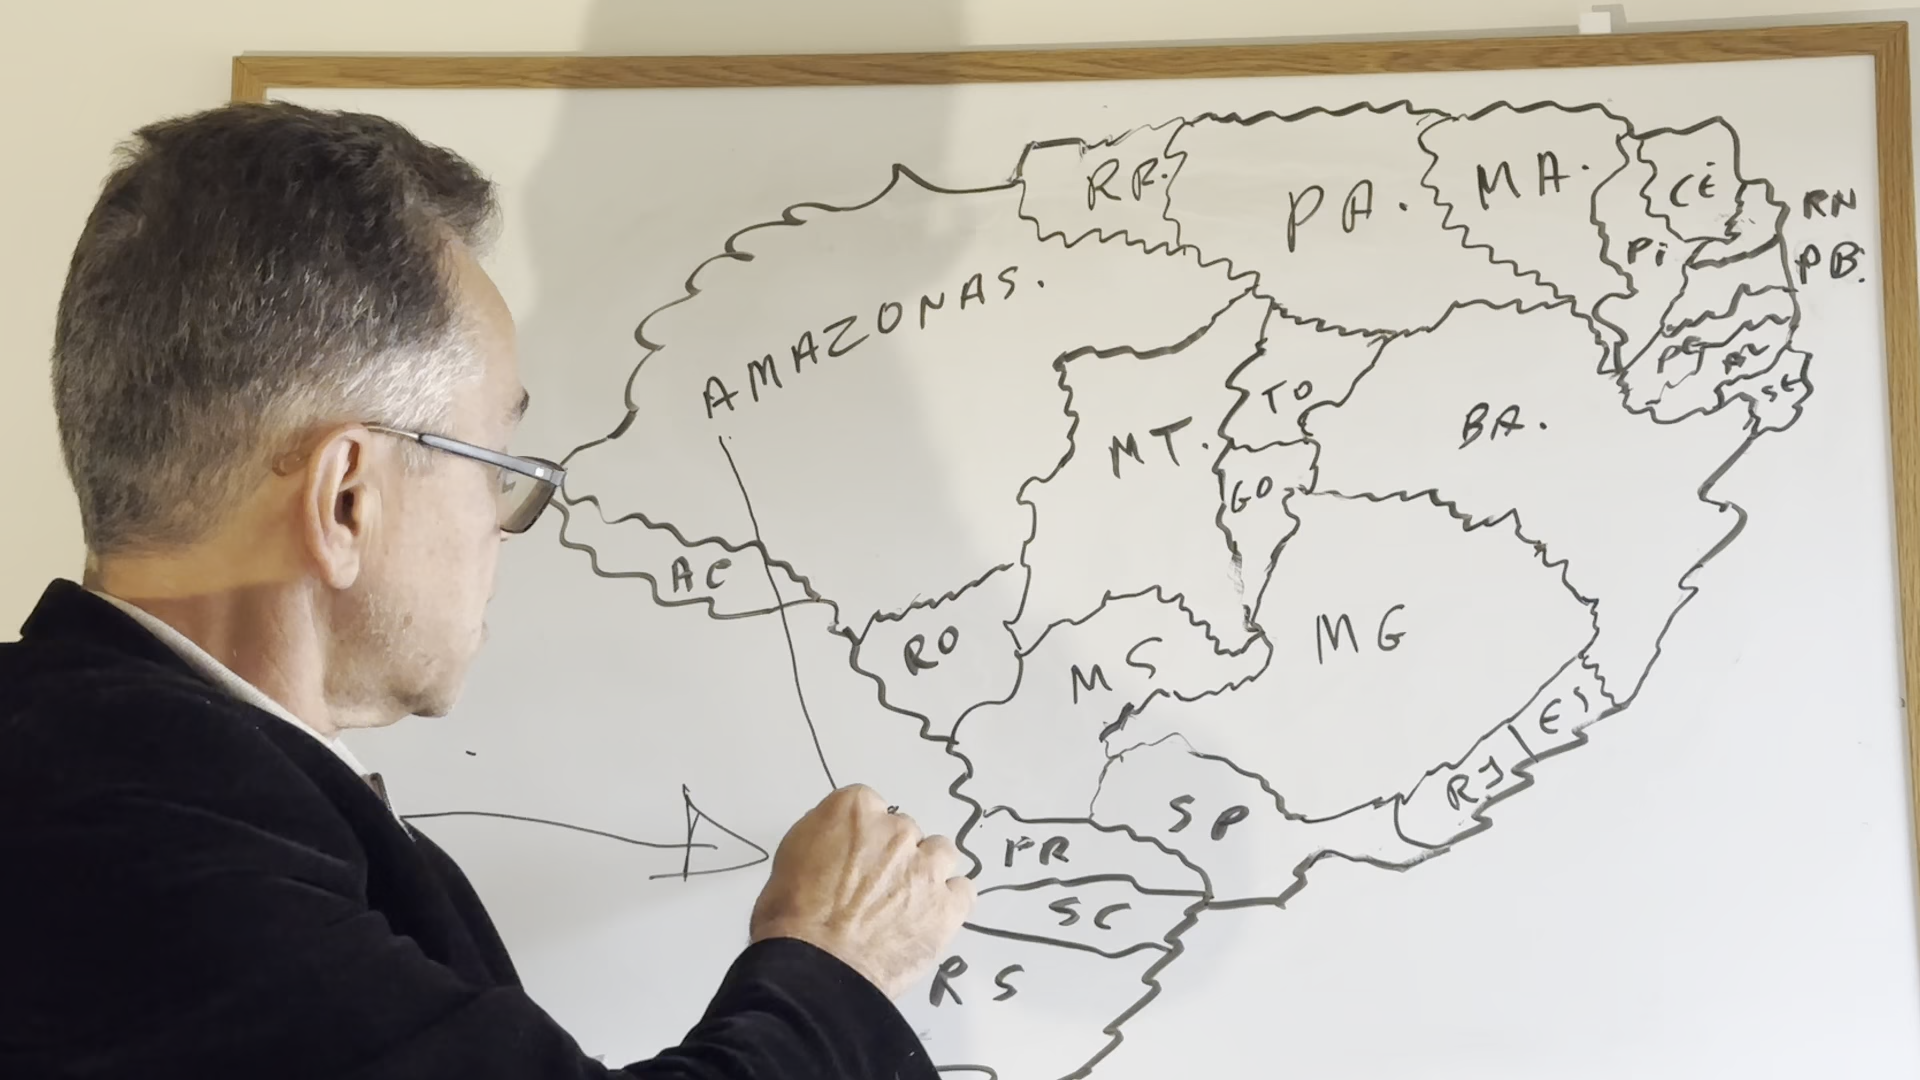 RR.
PA.
MA.
CE
RN
Pi
PB.
AMAZONAS.
PE
AL
SE
TO
MT.
BA.
GO
AC
RO
MS
MG
ES
RJ
SP
PR
SC
RS